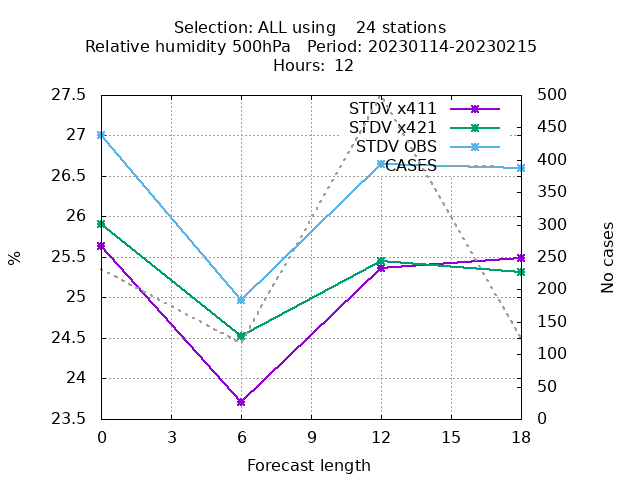 Selection: ALL using    24 stations
Relative humidity 500hPa   Period: 20230114-20230215
Hours: 12
27.5
27
26.5
26
25.5
25
24.5
24
23.5
%
STDV x411
STDV x421
STDV OBS
CASES
500
450
400
350
300
250
200
150
100
50
0
No cases
0 3 6 9 12 15 18
Forecast length